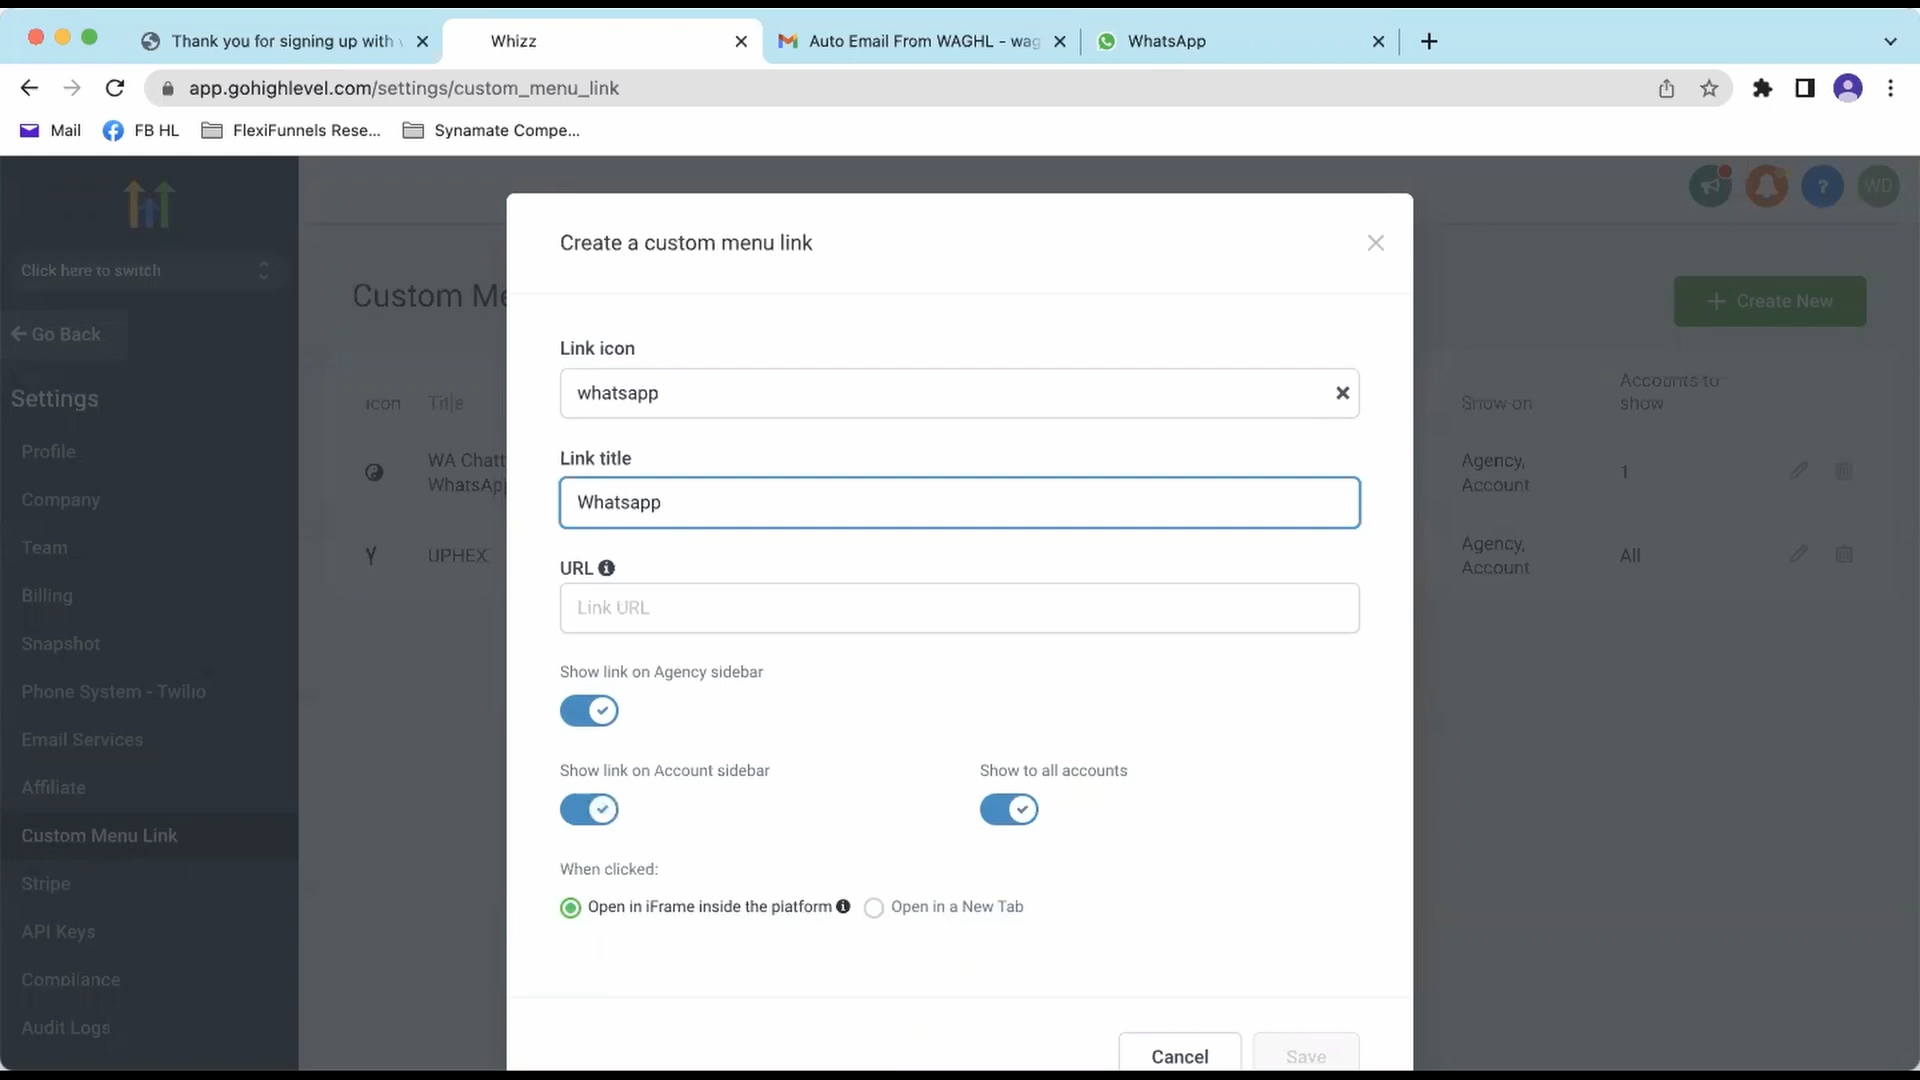 Thank you for signing up with
Whizz
Auto Email From WAGHL - wag
WhatsApp
app.gohighlevel.com/settings/custom_menu_link
Mail
FB HL
FlexiFunnels Rese...
Synamate Compe...
Click here to switch
Go Back
Settings
Profile
Company
Team
Billing
Snapshot
Phone System - Twilio
Email Services
Affiliate
Custom Menu Link
Stripe
API Keys
Compliance
Audit Logs
WD
Custom Me
+ Create New
Icon
Title
WA Chatt
WhatsApp
UPHEX
Create a custom menu link
Link icon
whatsapp
Link title
Whatsapp
URL
Link URL
Show link on Agency sidebar
Show link on Account sidebar
Show to all accounts
When clicked:
Open in iFrame inside the platform
Open in a New Tab
Cancel
Save
Show on
Accounts to
show
Agency,
Account
1
Agency,
Account
All